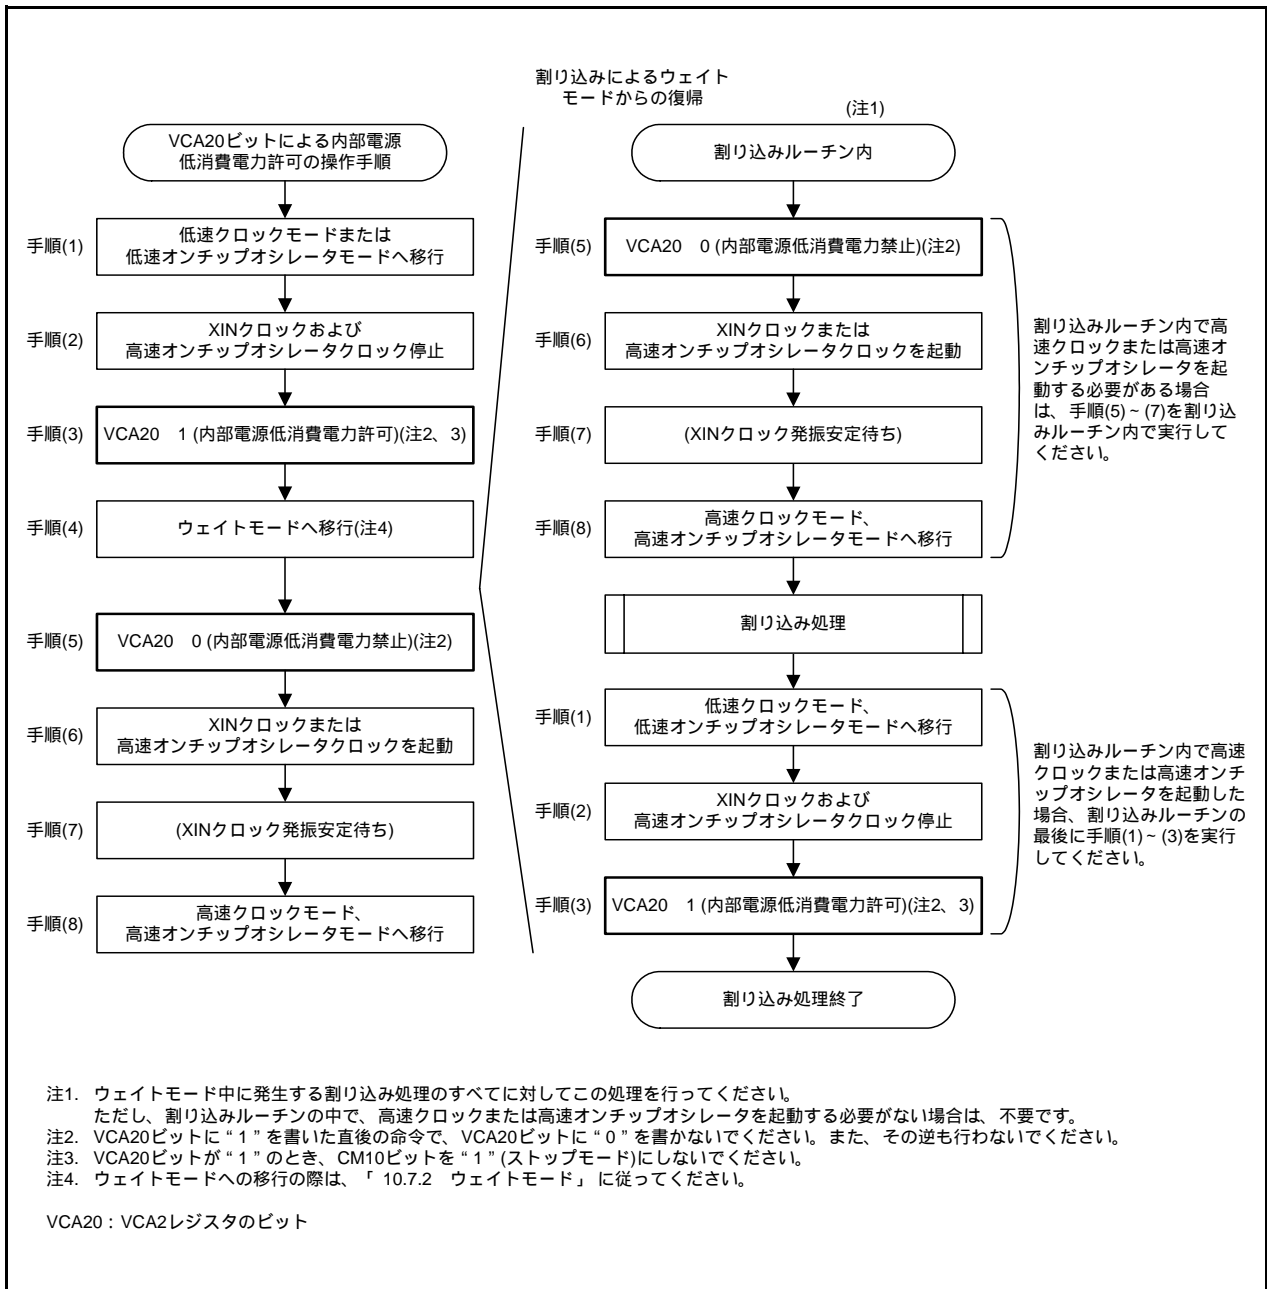 割り込みによるウェイト
モードからの復帰
(注1)
VCA20ビットによる内部電源
低消費電力許可の操作手順
手順(1)
低速クロックモードまたは
低速オンチップオシレータモードへ移行
手順(2)
XINクロックおよび
高速オンチップオシレータクロック停止
手順(3)
VCA20　1 (内部電源低消費電力許可)(注2、3)
手順(4)
ウェイトモードへ移行(注4)
手順(5)
VCA20　0 (内部電源低消費電力禁止)(注2)
手順(6)
XINクロックまたは
高速オンチップオシレータクロックを起動
手順(7)
(XINクロック発振安定待ち)
手順(8)
高速クロックモード、
高速オンチップオシレータモードへ移行
割り込みルーチン内
手順(5)
VCA20　0 (内部電源低消費電力禁止)(注2)
手順(6)
XINクロックまたは
高速オンチップオシレータクロックを起動
手順(7)
(XINクロック発振安定待ち)
手順(8)
高速クロックモード、
高速オンチップオシレータモードへ移行
割り込みルーチン内で高
速クロックまたは高速オ
ンチップオシレータを起
動する必要がある場合
は、手順(5) ~ (7)を割り込
みルーチン内で実行して
ください。
割り込み処理
手順(1)
低速クロックモード、
低速オンチップオシレータモードへ移行
手順(2)
XINクロックおよび
高速オンチップオシレータクロック停止
手順(3)
VCA20　1 (内部電源低消費電力許可)(注2、3)
割り込みルーチン内で高速
クロックまたは高速オンチ
ップオシレータを起動した
場合、割り込みルーチンの
最後に手順(1) ~ (3)を実行
してください。
割り込み処理終了
注1. ウェイトモード中に発生する割り込み処理のすべてに対してこの処理を行ってください。
ただし、割り込みルーチンの中で、高速クロックまたは高速オンチップオシレータを起動する必要がない場合は、不要です。
注2. VCA20ビットに“1”を書いた直後の命令で、VCA20ビットに“0”を書かないでください。また、その逆も行わないでください。
注3. VCA20ビットが“1”のとき、CM10ビットを“1”(ストップモード)にしないでください。
注4. ウェイトモードへの移行の際は、「 10.7.2　ウェイトモード」に従ってください。
VCA20：VCA2レジスタのビット